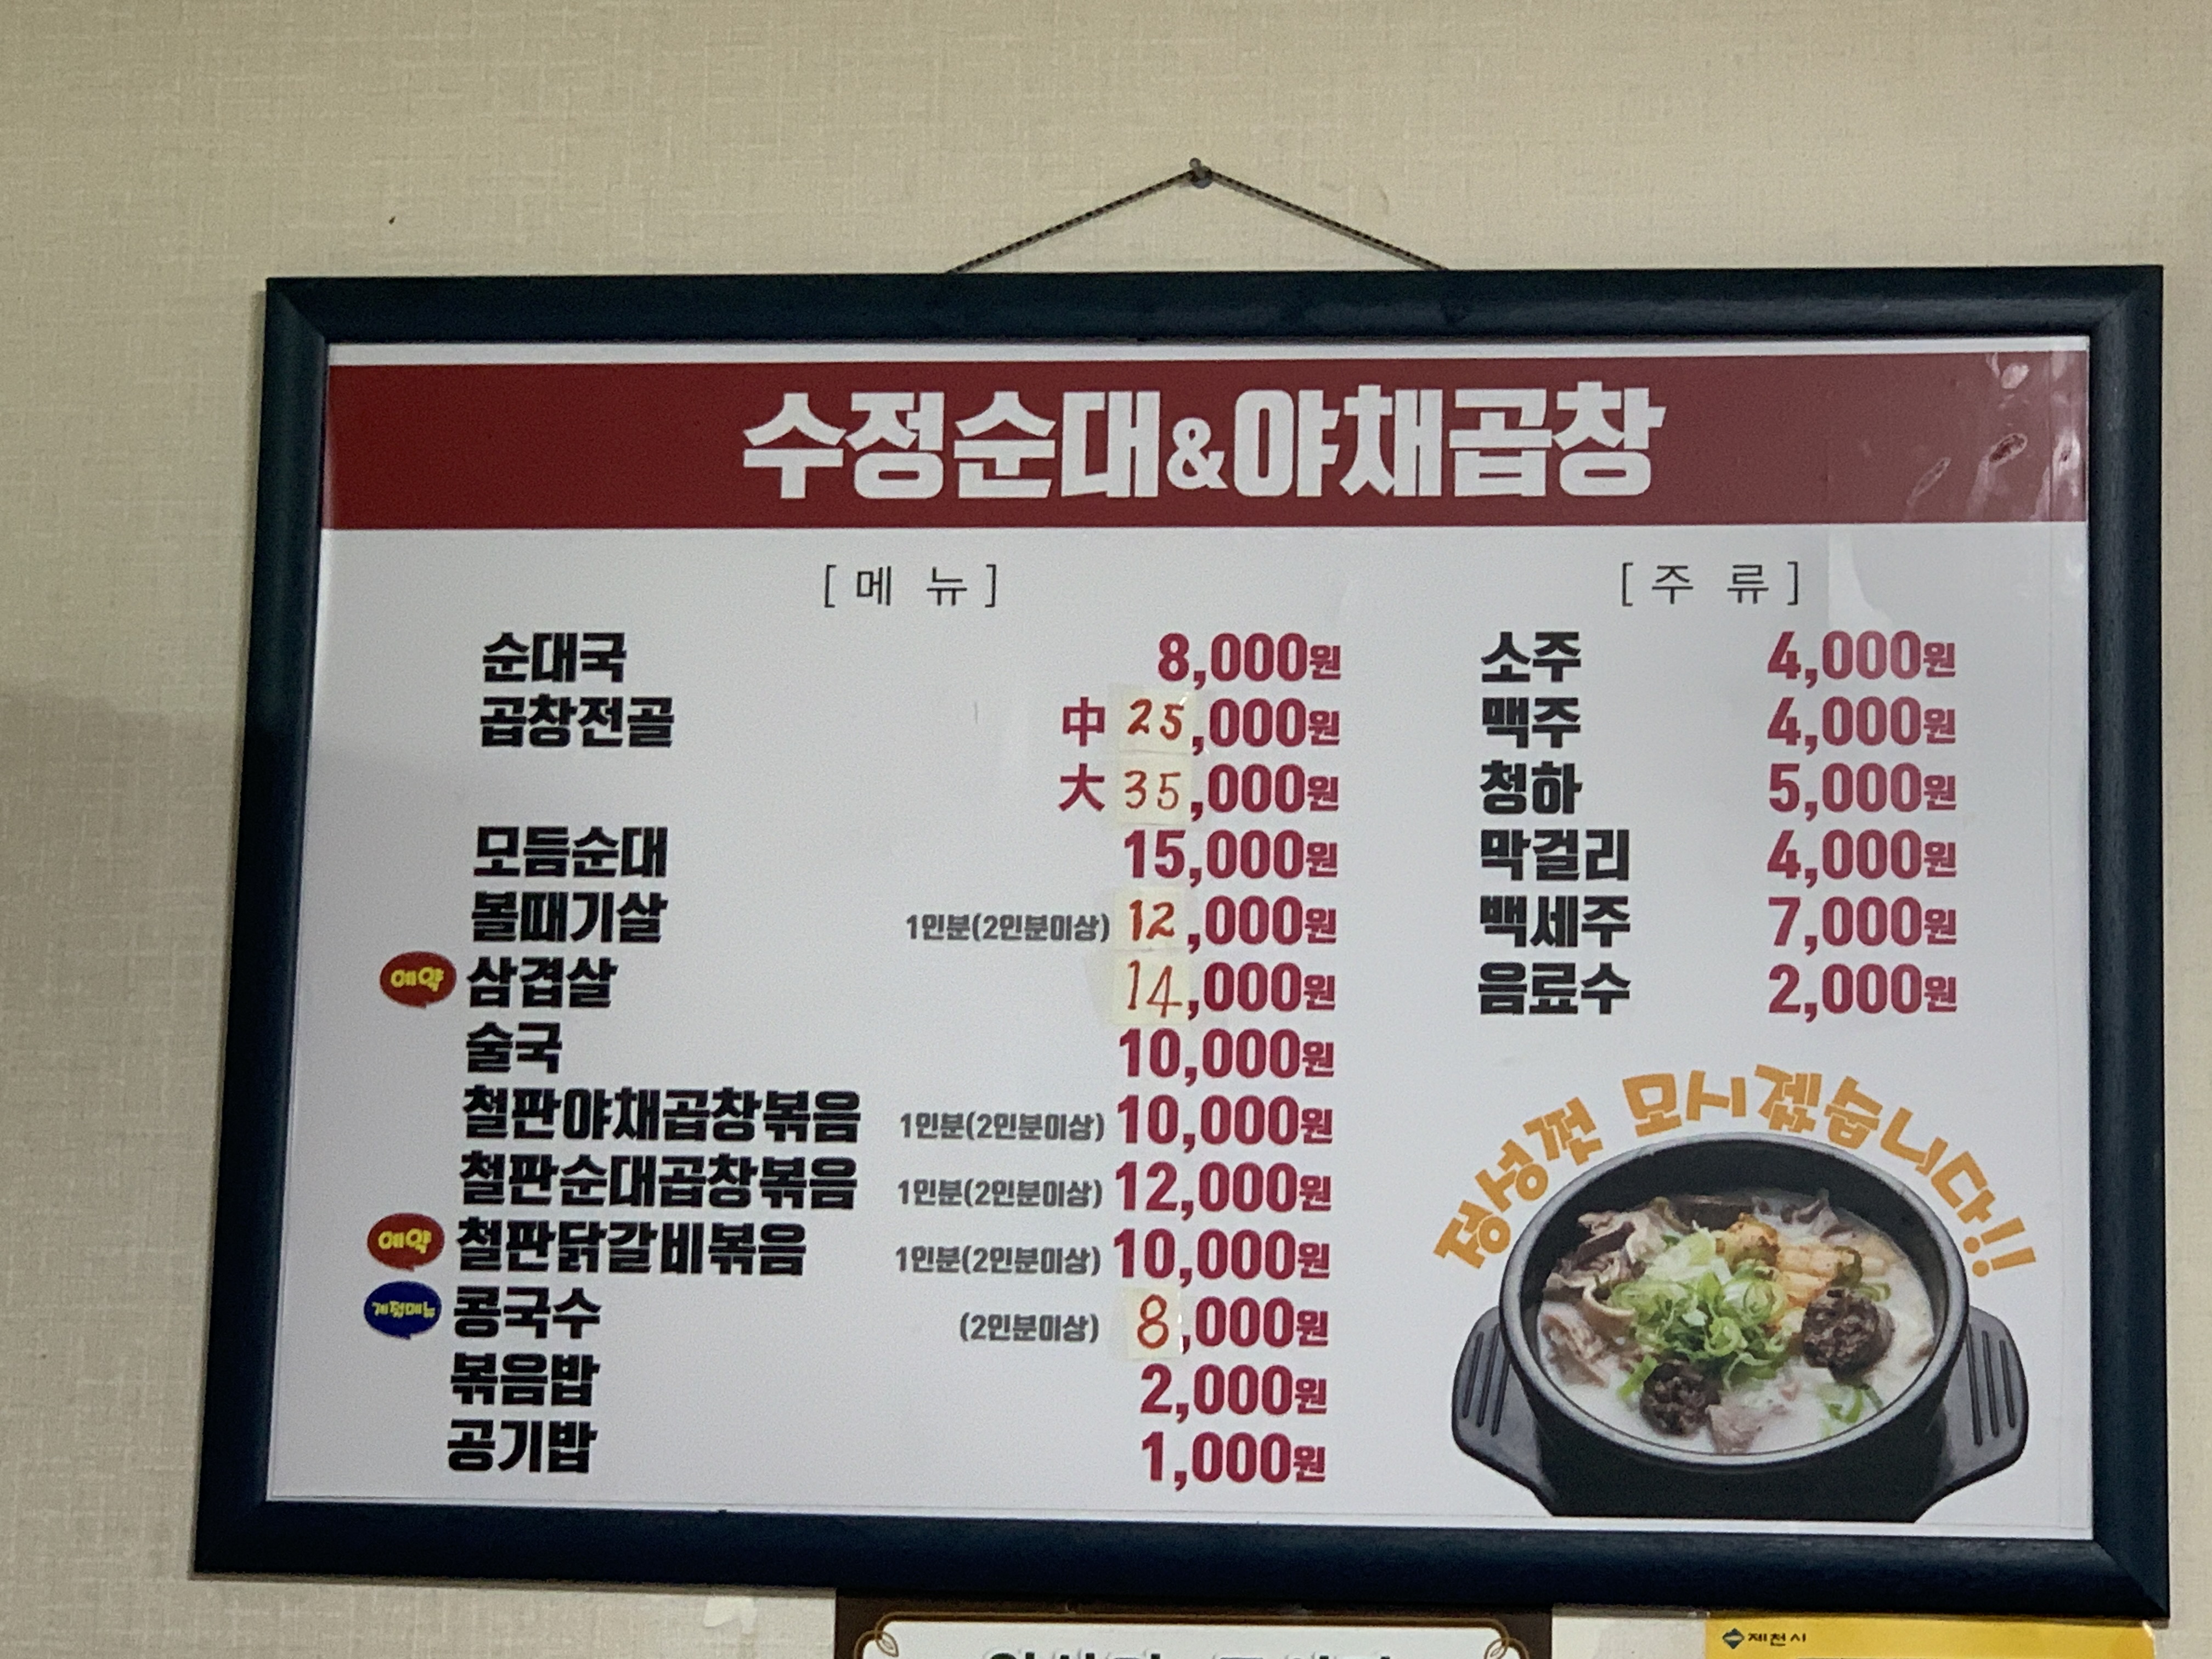 수정순대&야채곱창
[메 뉴]
순대국 8,000원
곱창전골 中 25,000원
大 35,000원
모듬순대 15,000원
볼때기살 1인분(2인분이상) 12,000원
예약 삼겹살 14,000원
술국 10,000원
철판야채곱창볶음 1인분(2인분이상) 10,000원
철판순대곱창볶음 1인분(2인분이상) 12,000원
예약 철판닭갈비볶음 1인분(2인분이상) 10,000원
계절메뉴 콩국수 (2인분이상) 8,000원
볶음밥 2,000원
공기밥 1,000원
[주 류]
소주 4,000원
맥주 4,000원
청하 5,000원
막걸리 4,000원
백세주 7,000원
음료수 2,000원
정성껏 모시겠습니다!!
제천시